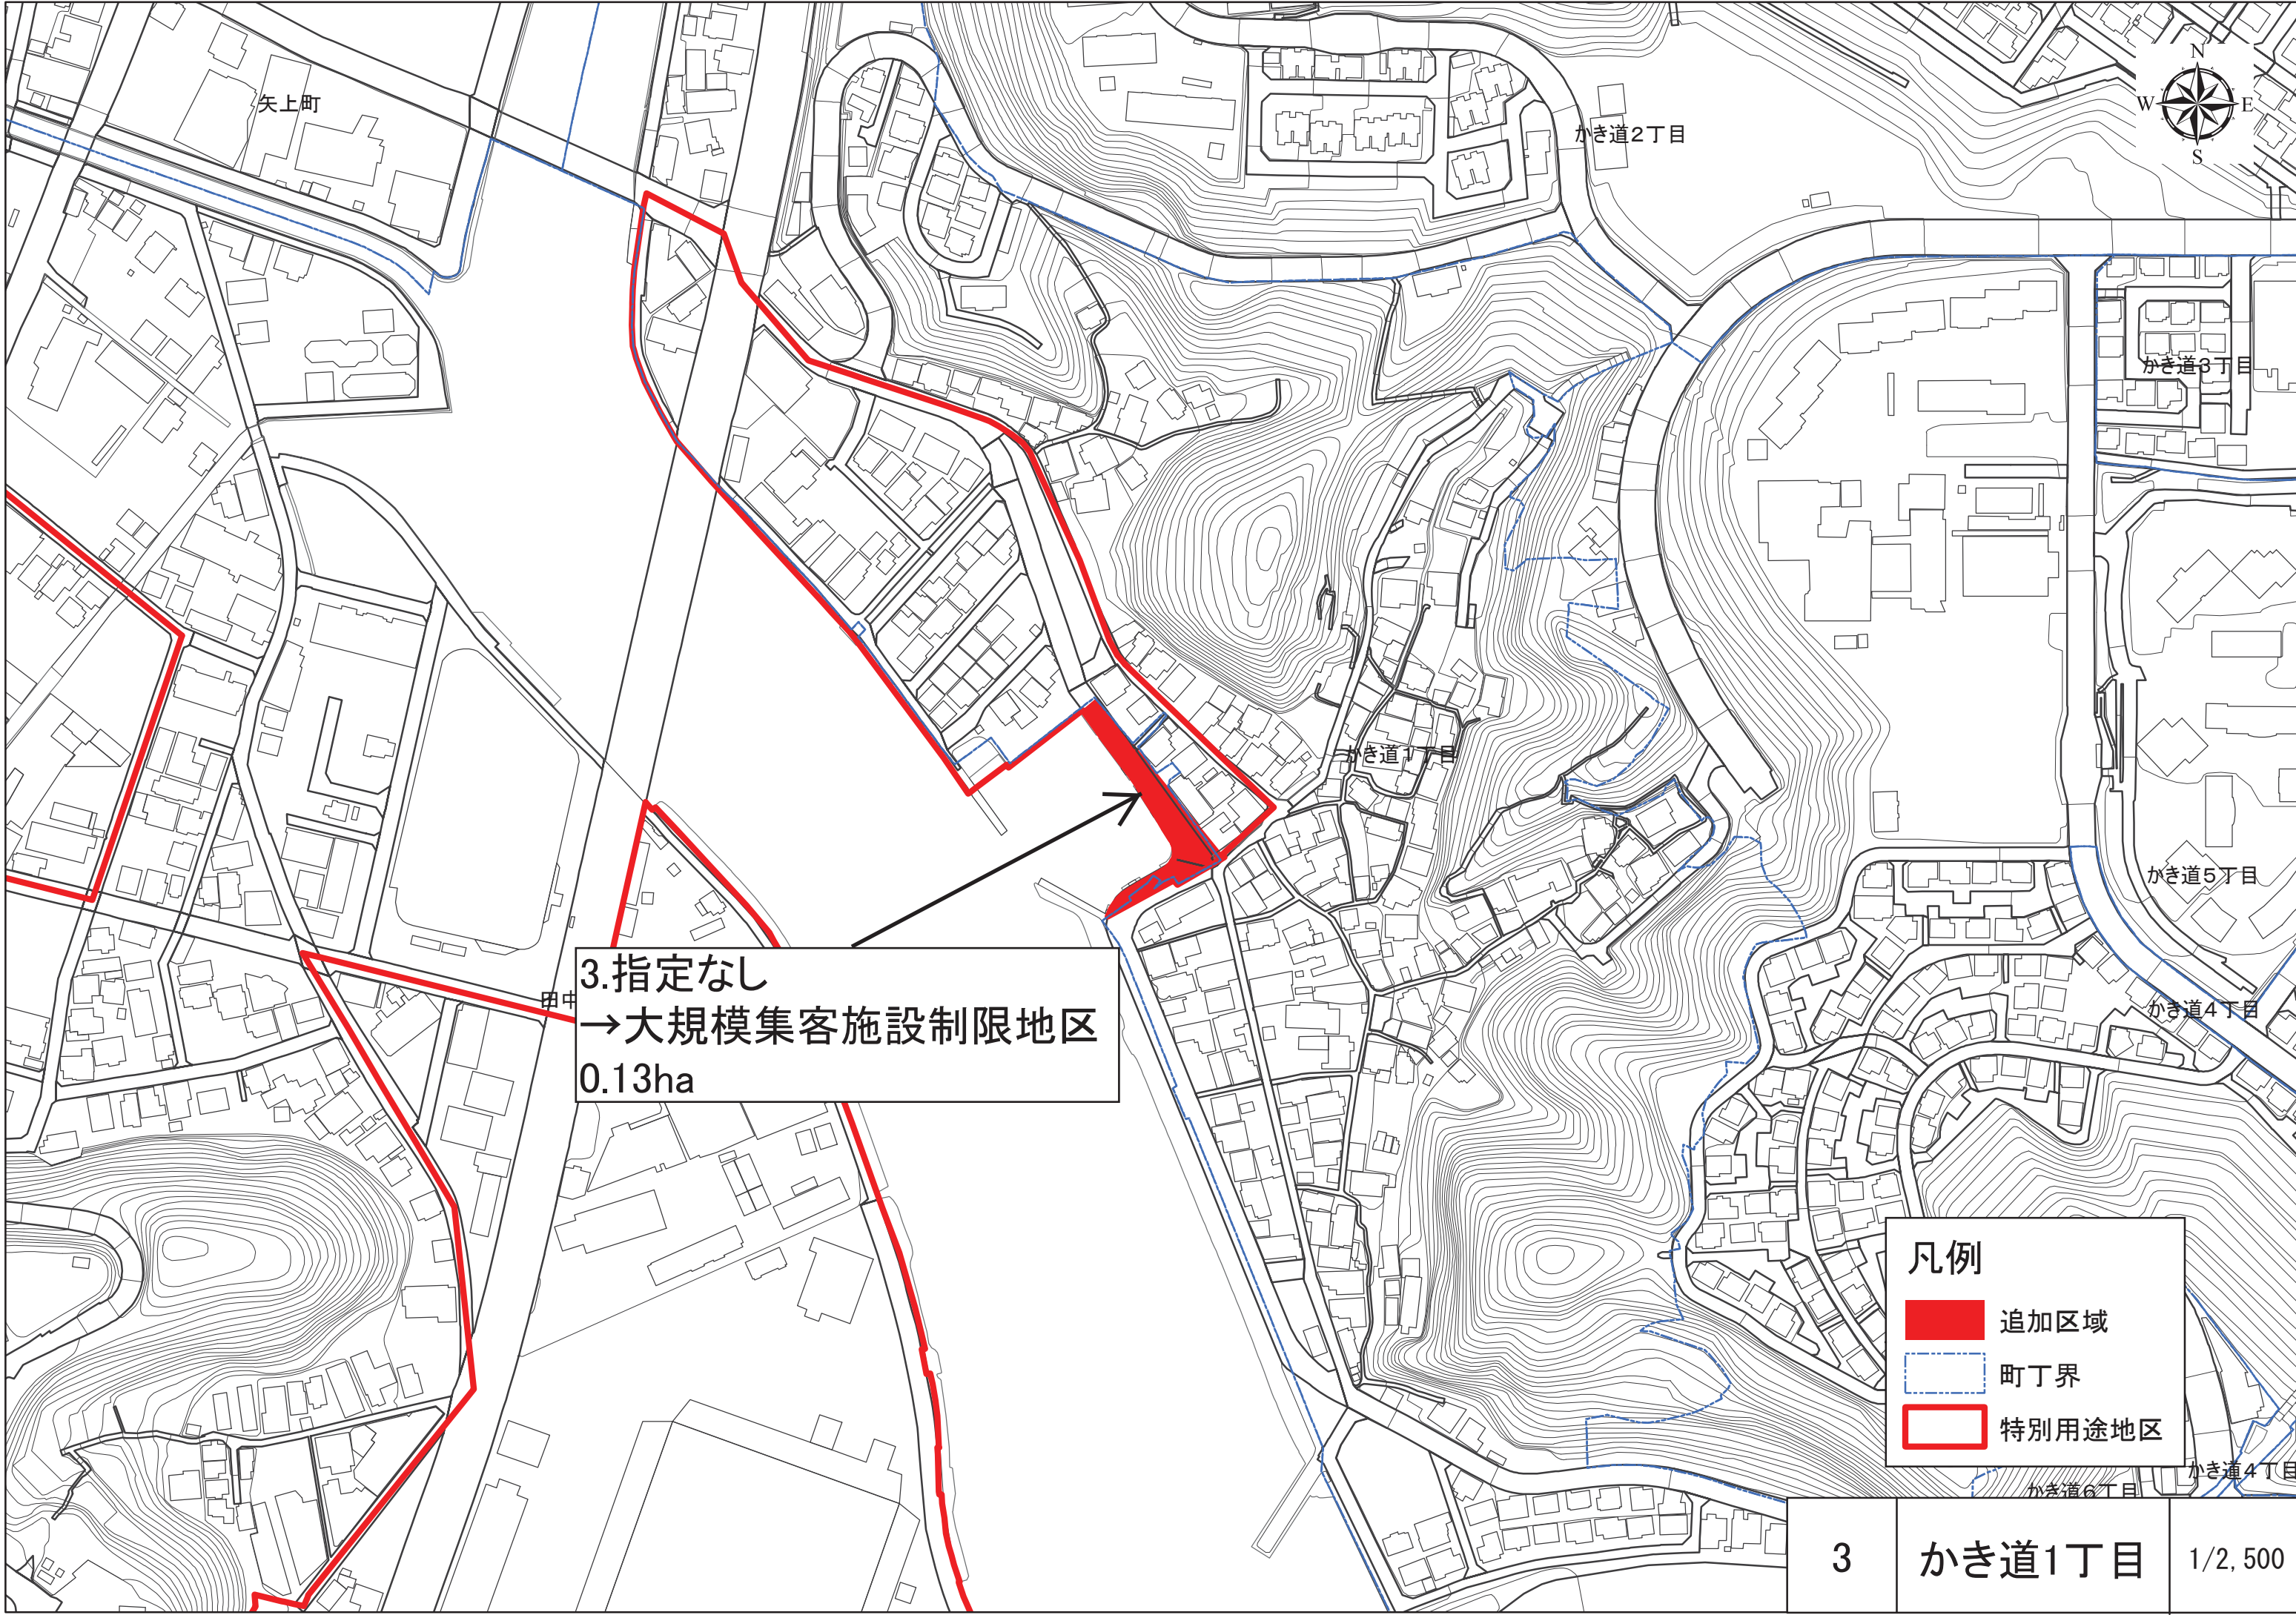 矢上町
かき道2丁目
N
W
E
S
かき道3丁目
かき道1丁目
かき道5丁目
田中
3.指定なし
→大規模集客施設制限地区
0.13ha
かき道4丁目
凡例
追加区域
町丁界
特別用途地区
かき道4丁目
かき道6丁目
3
かき道1丁目
1/2,500